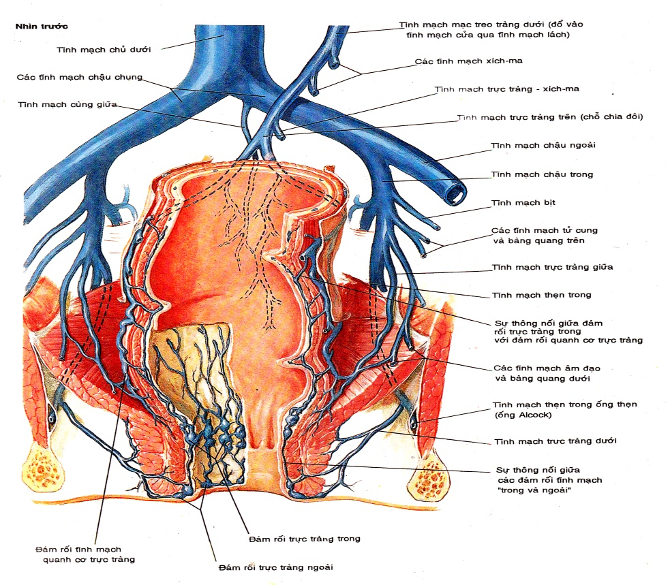 Nhìn trước
Tĩnh mạch chủ dưới
Các tĩnh mạch chậu chung
Tĩnh mạch cùng giữa
Tĩnh mạch mạc treo tràng dưới (đổ vào
tĩnh mạch cửa qua tĩnh mạch lách)
Các tĩnh mạch xích-ma
Tĩnh mạch trực tràng - xích-ma
Tĩnh mạch trực tràng trên (chỗ chia đôi)
Tĩnh mạch chậu ngoài
Tĩnh mạch chậu trong
Tĩnh mạch bịt
Các tĩnh mạch tử cung
và bàng quang trên
Tĩnh mạch trực tràng giữa
Tĩnh mạch thẹn trong
Sự thông nối giữa đám
rối trực tràng trong
với đám rối quanh cơ trực tràng
Các tĩnh mạch âm đạo
và bàng quang dưới
Tĩnh mạch thẹn trong ống thẹn
(ống Alcock)
Tĩnh mạch trực tràng dưới
Sự thông nối giữa
các đám rối tĩnh mạch
"trong và ngoài"
Đám rối trực tràng trong
Đám rối tĩnh mạch
quanh cơ trực tràng
Đám rối trực tràng ngoài